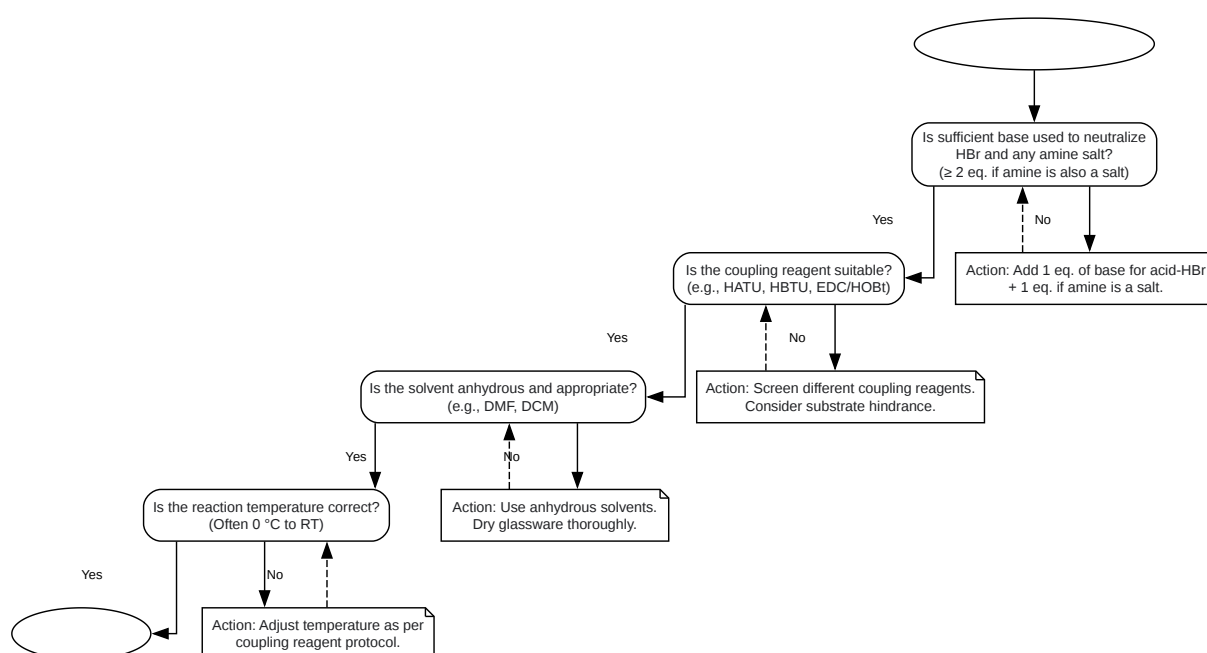 Is sufficient base used to neutralize
HBr and any amine salt?
(≥ 2 eq. if amine is also a salt)
Yes
No
Is the coupling reagent suitable?
(e.g., HATU, HBTU, EDC/HOBt)
Action: Add 1 eq. of base for acid-HBr
+ 1 eq. if amine is a salt.
Yes
No
Is the solvent anhydrous and appropriate?
(e.g., DMF, DCM)
Action: Screen different coupling reagents.
Consider substrate hindrance.
Yes
No
Is the reaction temperature correct?
(Often 0 °C to RT)
Action: Use anhydrous solvents.
Dry glassware thoroughly.
Yes
No
Action: Adjust temperature as per
coupling reagent protocol.